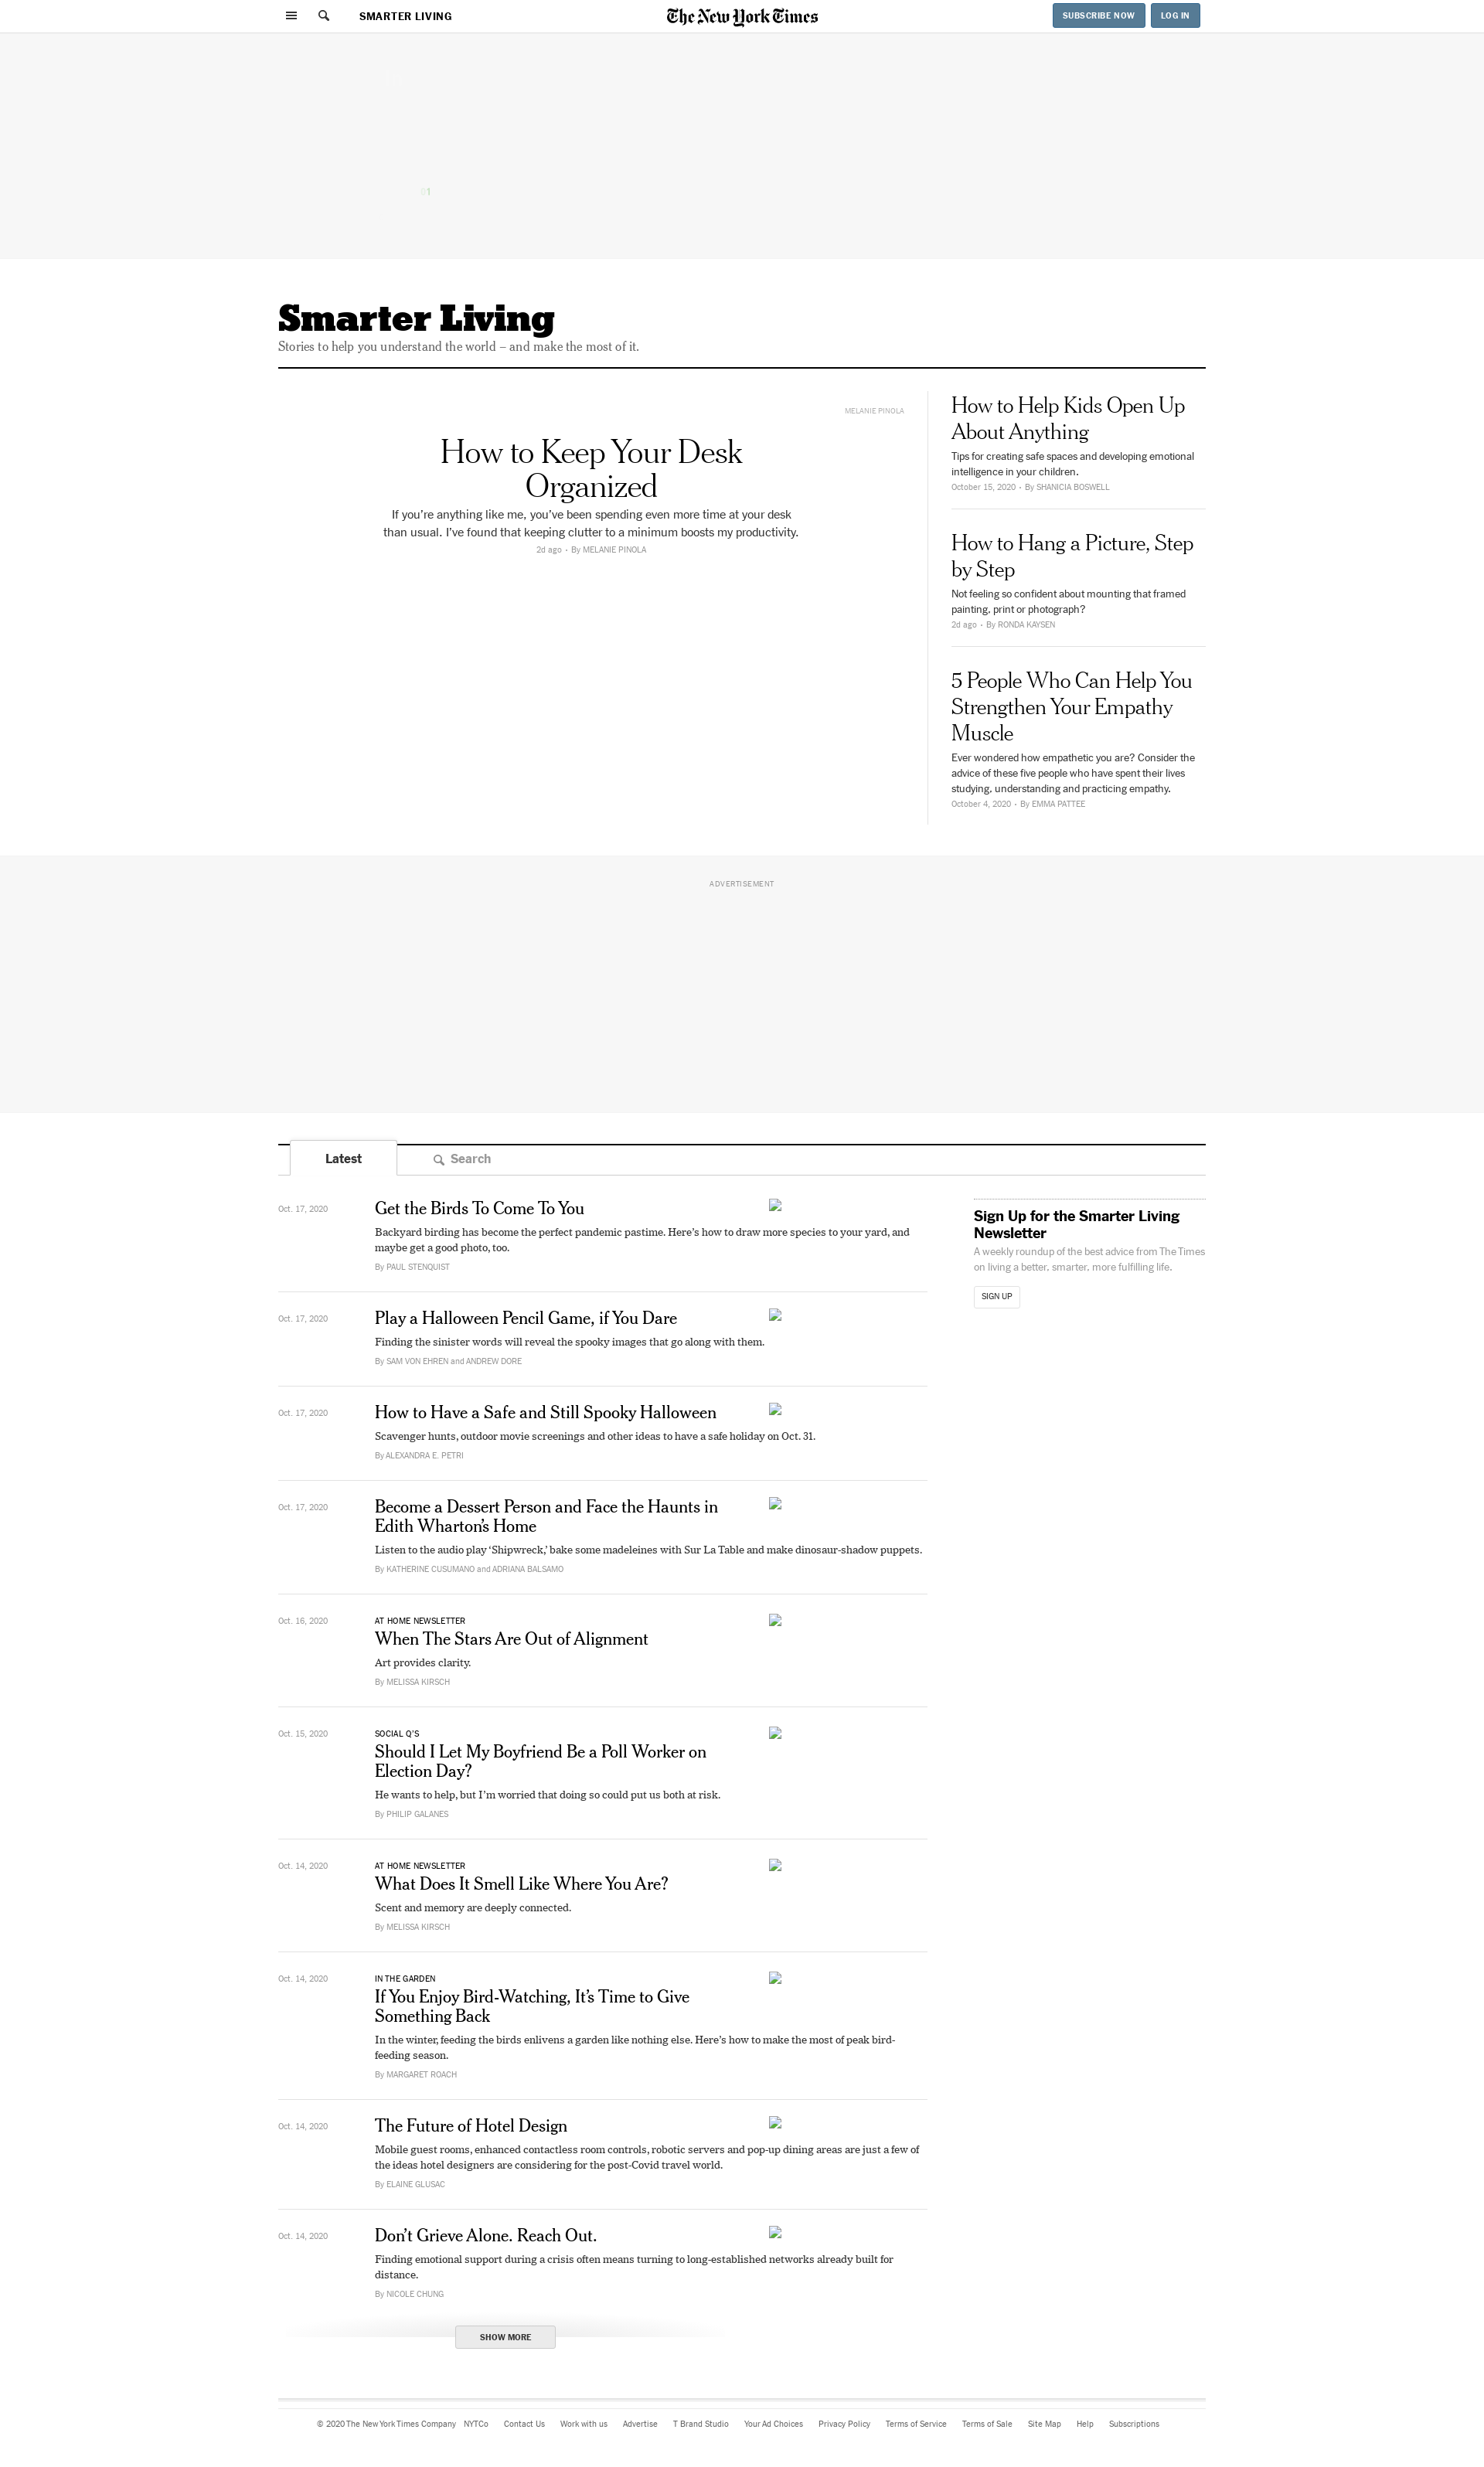 SMARTER LIVING
The New York Times
SUBSCRIBE NOW
LOG IN
Smarter Living
Stories to help you understand the world – and make the most of it.
MELANIE PINOLA
How to Keep Your Desk
Organized
If you’re anything like me, you’ve been spending even more time at your desk
than usual. I’ve found that keeping clutter to a minimum boosts my productivity.
2d ago • By MELANIE PINOLA
How to Help Kids Open Up
About Anything
Tips for creating safe spaces and developing emotional
intelligence in your children.
October 15, 2020 • By SHANICIA BOSWELL
How to Hang a Picture, Step
by Step
Not feeling so confident about mounting that framed
painting, print or photograph?
2d ago • By RONDA KAYSEN
5 People Who Can Help You
Strengthen Your Empathy
Muscle
Ever wondered how empathetic you are? Consider the
advice of these five people who have spent their lives
studying, understanding and practicing empathy.
October 4, 2020 • By EMMA PATTEE
ADVERTISEMENT
Latest
Search
Oct. 17, 2020
Get the Birds To Come To You
Backyard birding has become the perfect pandemic pastime. Here’s how to draw more species to your yard, and
maybe get a good photo, too.
By PAUL STENQUIST
Oct. 17, 2020
Play a Halloween Pencil Game, if You Dare
Finding the sinister words will reveal the spooky images that go along with them.
By SAM VON EHREN and ANDREW DORE
Oct. 17, 2020
How to Have a Safe and Still Spooky Halloween
Scavenger hunts, outdoor movie screenings and other ideas to have a safe holiday on Oct. 31.
By ALEXANDRA E. PETRI
Oct. 17, 2020
Become a Dessert Person and Face the Haunts in
Edith Wharton’s Home
Listen to the audio play ‘Shipwreck,’ bake some madeleines with Sur La Table and make dinosaur-shadow puppets.
By KATHERINE CUSUMANO and ADRIANA BALSAMO
Oct. 16, 2020
AT HOME NEWSLETTER
When The Stars Are Out of Alignment
Art provides clarity.
By MELISSA KIRSCH
Oct. 15, 2020
SOCIAL Q’S
Should I Let My Boyfriend Be a Poll Worker on
Election Day?
He wants to help, but I’m worried that doing so could put us both at risk.
By PHILIP GALANES
Oct. 14, 2020
AT HOME NEWSLETTER
What Does It Smell Like Where You Are?
Scent and memory are deeply connected.
By MELISSA KIRSCH
Oct. 14, 2020
IN THE GARDEN
If You Enjoy Bird-Watching, It’s Time to Give
Something Back
In the winter, feeding the birds enlivens a garden like nothing else. Here’s how to make the most of peak bird-
feeding season.
By MARGARET ROACH
Oct. 14, 2020
The Future of Hotel Design
Mobile guest rooms, enhanced contactless room controls, robotic servers and pop-up dining areas are just a few of
the ideas hotel designers are considering for the post-Covid travel world.
By ELAINE GLUSAC
Oct. 14, 2020
Don’t Grieve Alone. Reach Out.
Finding emotional support during a crisis often means turning to long-established networks already built for
distance.
By NICOLE CHUNG
SHOW MORE
Sign Up for the Smarter Living
Newsletter
A weekly roundup of the best advice from The Times
on living a better, smarter, more fulfilling life.
SIGN UP
© 2020 The New York Times Company NYTCo Contact Us Work with us Advertise T Brand Studio Your Ad Choices Privacy Policy Terms of Service Terms of Sale Site Map Help Subscriptions